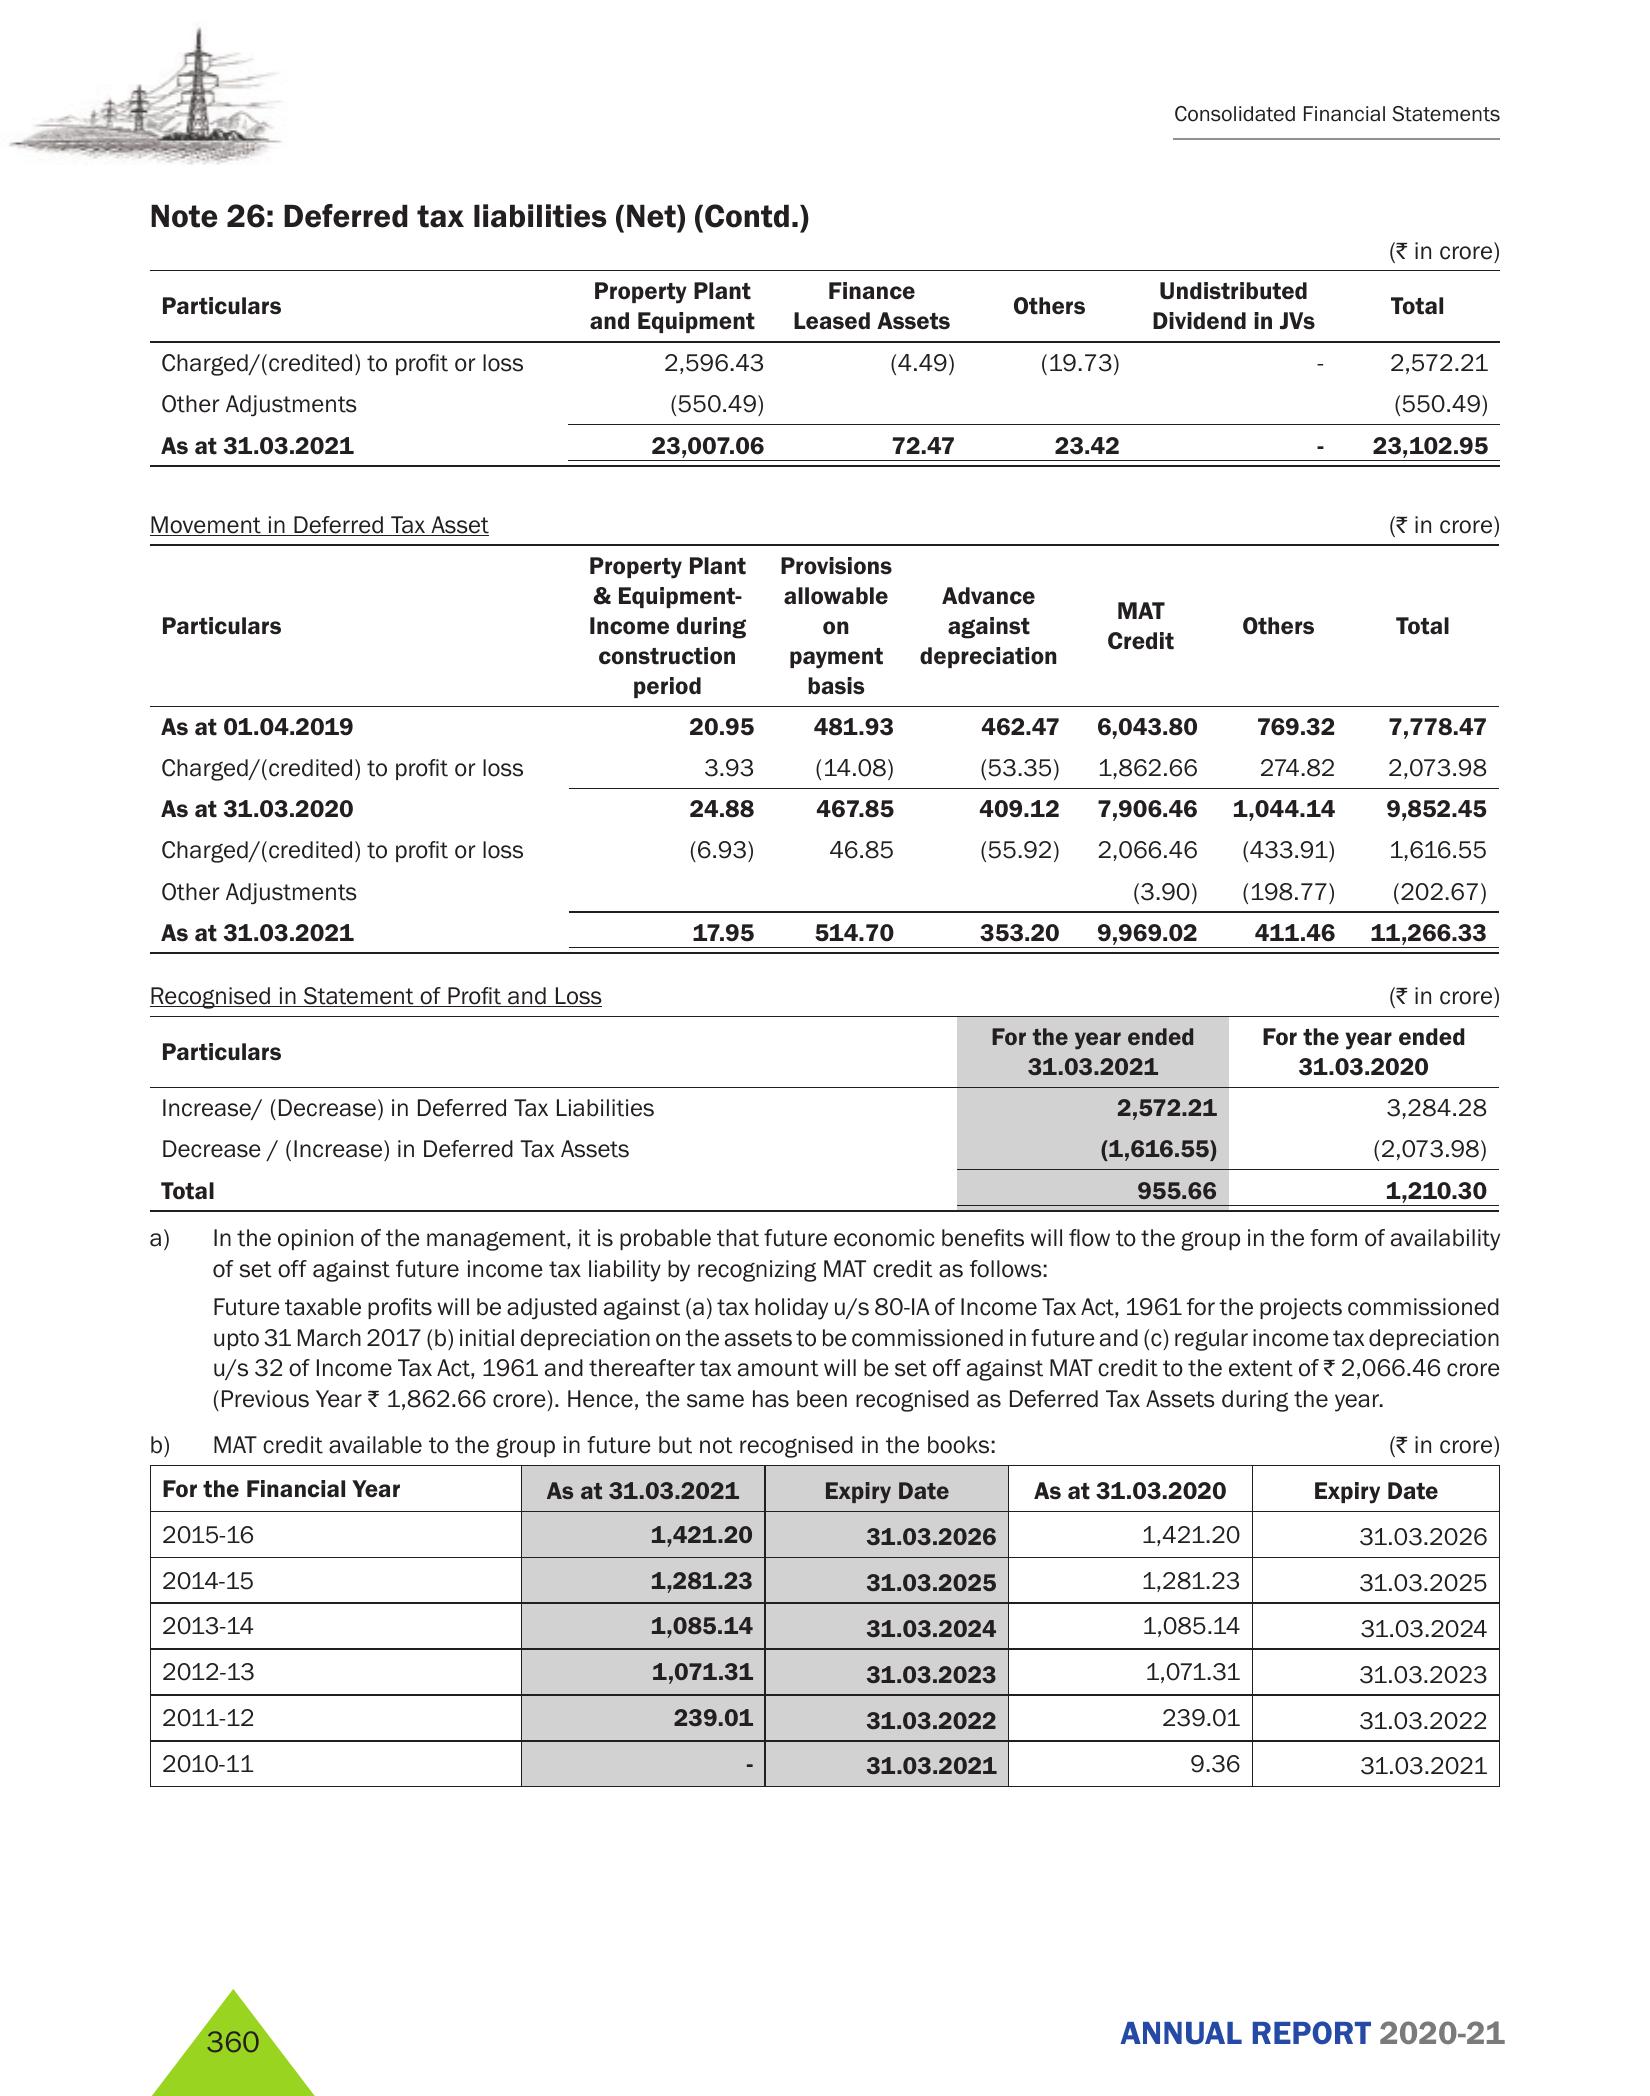 Consolidated Financial Statements
Note 26: Deferred tax liabilities (Net) (Contd.)
(₹ in crore)
Particulars Property Plant and Equipment Finance Leased Assets Others Undistributed Dividend in JVs Total
Charged/(credited) to profit or loss 2,596.43 (4.49) (19.73) - 2,572.21
Other Adjustments (550.49) (550.49)
As at 31.03.2021 23,007.06 72.47 23.42 - 23,102.95
Movement in Deferred Tax Asset (₹ in crore)
Particulars Property Plant & Equipment- Income during construction period Provisions allowable on payment basis Advance against depreciation MAT Credit Others Total
As at 01.04.2019 20.95 481.93 462.47 6,043.80 769.32 7,778.47
Charged/(credited) to profit or loss 3.93 (14.08) (53.35) 1,862.66 274.82 2,073.98
As at 31.03.2020 24.88 467.85 409.12 7,906.46 1,044.14 9,852.45
Charged/(credited) to profit or loss (6.93) 46.85 (55.92) 2,066.46 (433.91) 1,616.55
Other Adjustments (3.90) (198.77) (202.67)
As at 31.03.2021 17.95 514.70 353.20 9,969.02 411.46 11,266.33
Recognised in Statement of Profit and Loss (₹ in crore)
Particulars For the year ended 31.03.2021 For the year ended 31.03.2020
Increase/ (Decrease) in Deferred Tax Liabilities 2,572.21 3,284.28
Decrease / (Increase) in Deferred Tax Assets (1,616.55) (2,073.98)
Total 955.66 1,210.30
a) In the opinion of the management, it is probable that future economic benefits will flow to the group in the form of availability
of set off against future income tax liability by recognizing MAT credit as follows:
Future taxable profits will be adjusted against (a) tax holiday u/s 80-IA of Income Tax Act, 1961 for the projects commissioned
upto 31 March 2017 (b) initial depreciation on the assets to be commissioned in future and (c) regular income tax depreciation
u/s 32 of Income Tax Act, 1961 and thereafter tax amount will be set off against MAT credit to the extent of ₹ 2,066.46 crore
(Previous Year ₹ 1,862.66 crore). Hence, the same has been recognised as Deferred Tax Assets during the year.
b) MAT credit available to the group in future but not recognised in the books: (₹ in crore)
For the Financial Year As at 31.03.2021 Expiry Date As at 31.03.2020 Expiry Date
2015-16 1,421.20 31.03.2026 1,421.20 31.03.2026
2014-15 1,281.23 31.03.2025 1,281.23 31.03.2025
2013-14 1,085.14 31.03.2024 1,085.14 31.03.2024
2012-13 1,071.31 31.03.2023 1,071.31 31.03.2023
2011-12 239.01 31.03.2022 239.01 31.03.2022
2010-11 - 31.03.2021 9.36 31.03.2021
360
ANNUAL REPORT 2020-21